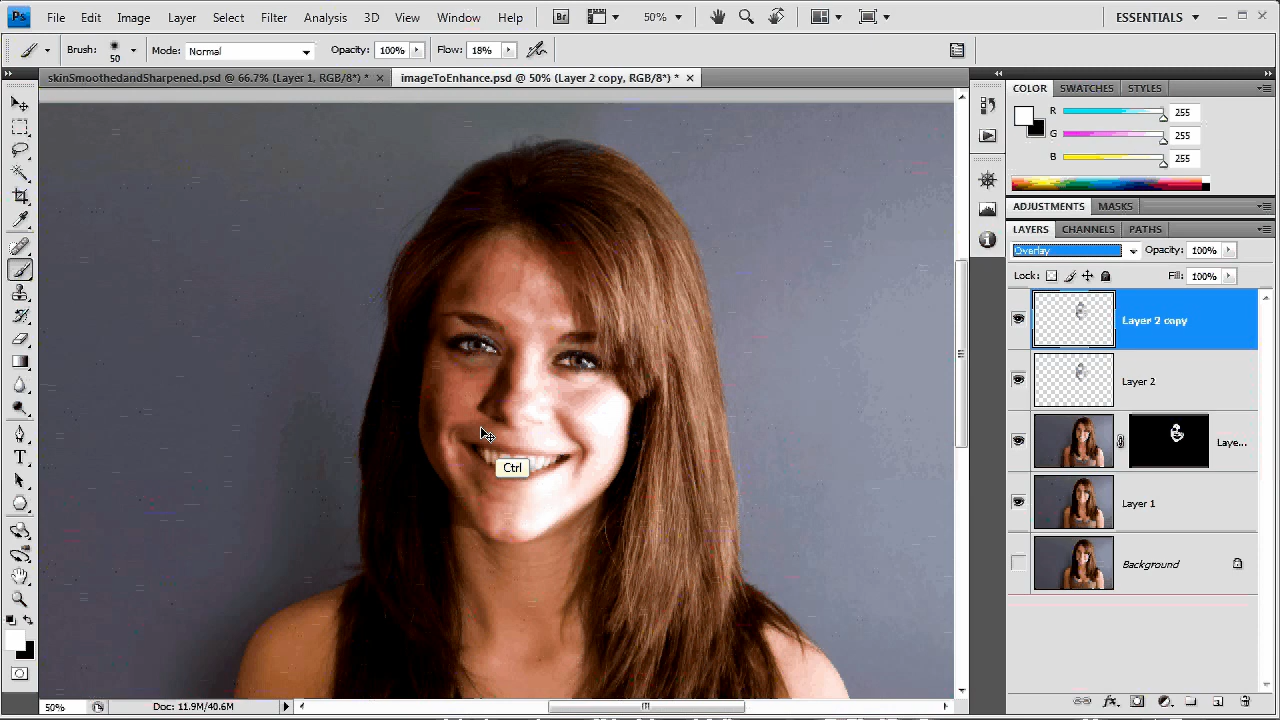 Ps File Edit Image Layer Select Filter Analysis 3D View Window Help Br 50% ESSENTIALS
Brush: 50 Mode: Normal Opacity: 100% Flow: 18%
skinSmoothedandSharpened.psd @ 66.7% (Layer 1, RGB/8*) * imageToEnhance.psd @ 50% (Layer 2 copy, RGB/8*) *
COLOR SWATCHES STYLES
R 255
G 255
B 255
ADJUSTMENTS MASKS
LAYERS CHANNELS PATHS
Overlay Opacity: 100%
Lock: Fill: 100%
Layer 2 copy
Layer 2
Laye...
Layer 1
Background
Ctrl
50% Doc: 11.9M/40.6M